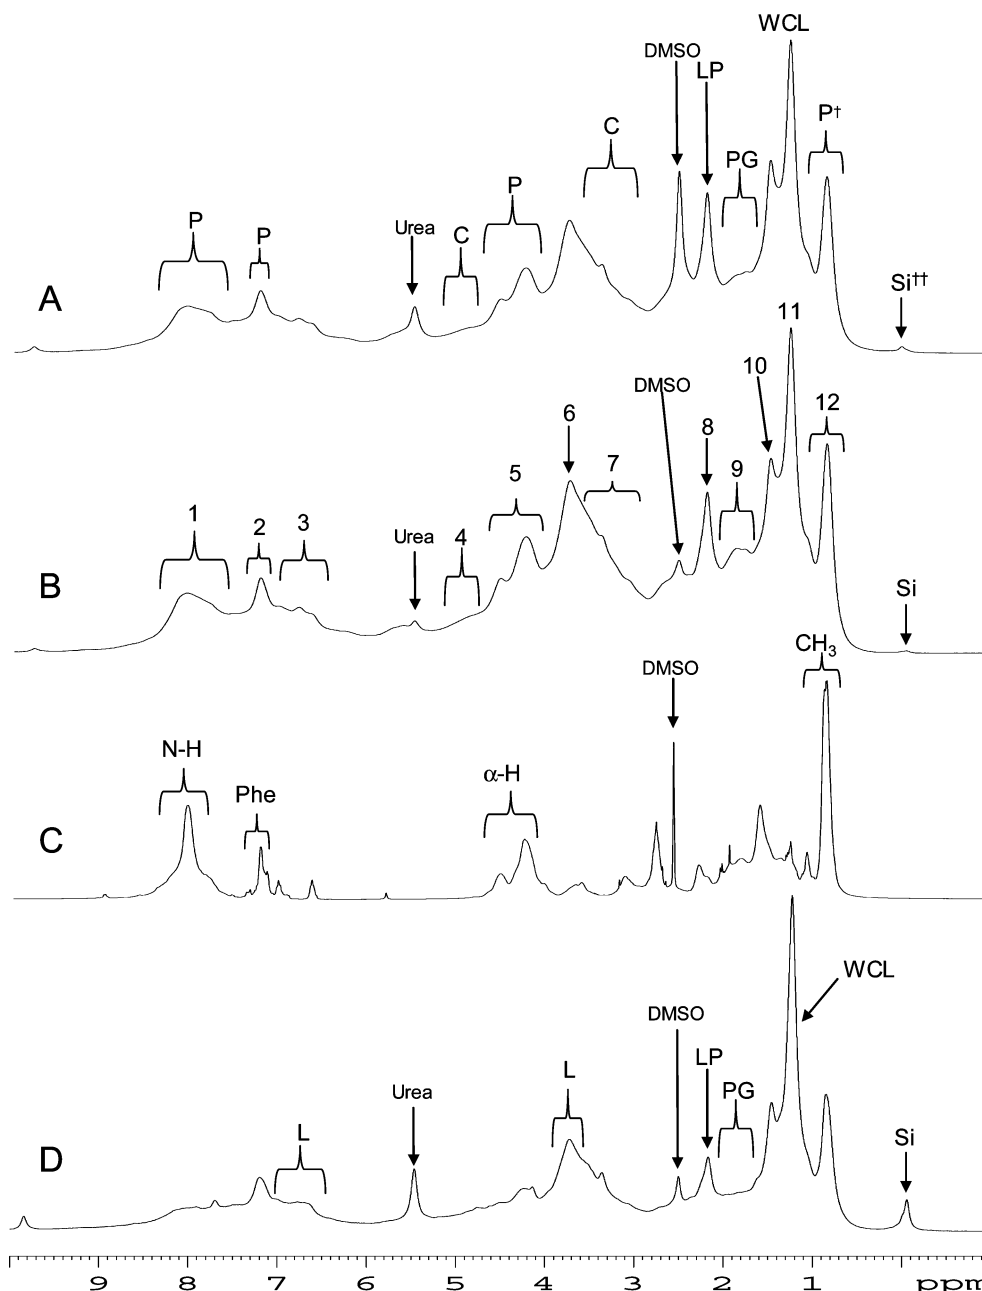 WCL
DMSO
LP
P†
C
PG
P
P
P
Urea
C
A
Si††
11
10
DMSO
12
6
8
7
9
5
1
2
3
Urea
4
B
Si
CH3
DMSO
N-H
α-H
Phe
C
WCL
DMSO
LP
L
PG
Urea
L
Si
D
9 8 7 6 5 4 3 2 1 ppm